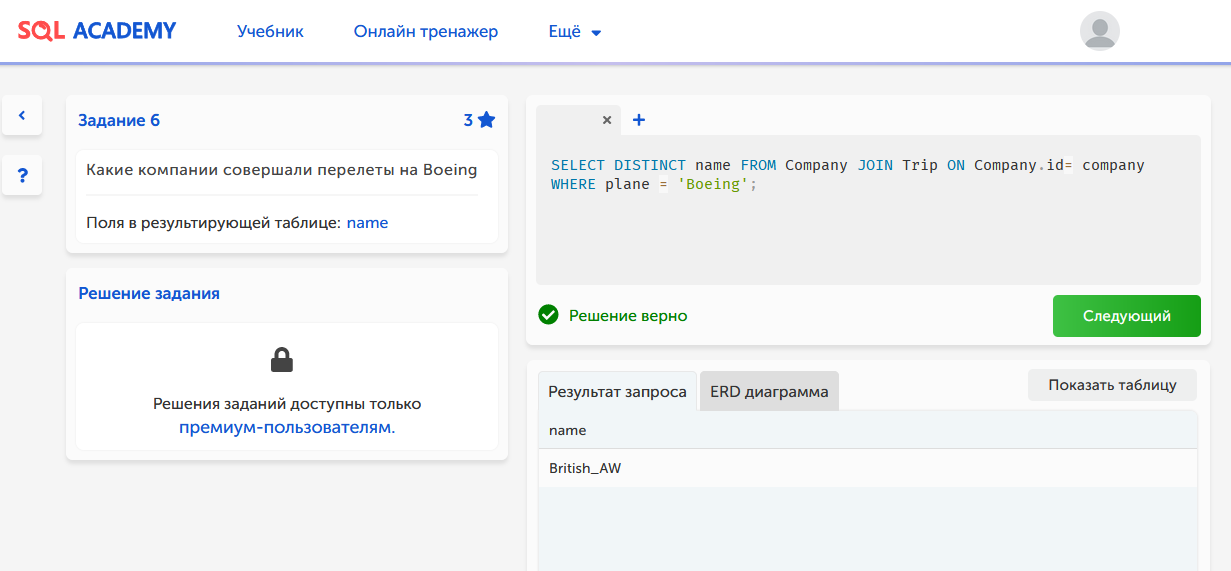 SQL ACADEMY
Учебник
Онлайн тренажер
Ещё
Задание 6
3
Какие компании совершали перелеты на Boeing
Поля в результирующей таблице: name
Решение задания
Решения заданий доступны только
премиум-пользователям.
?
× +
SELECT DISTINCT name FROM Company JOIN Trip ON Company.id= company
WHERE plane = 'Boeing';
Решение верно
Следующий
Результат запроса
ERD диаграмма
Показать таблицу
name
British_AW